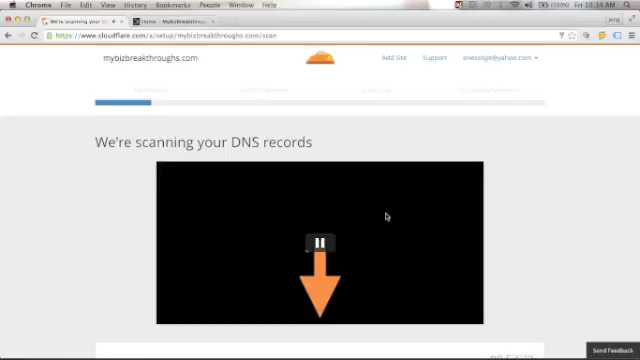 Chrome File Edit View History Bookmarks People Window Help
(100%) Fri 10:14 AM
We're scanning your D
Home - MyBizBreakthrough
https://www.cloudflare.com/a/setup/mybizbreakthroughs.com/scan
mybizbreakthroughs.com
Add Site
Support
We're scanning your DNS records
Send Feedback